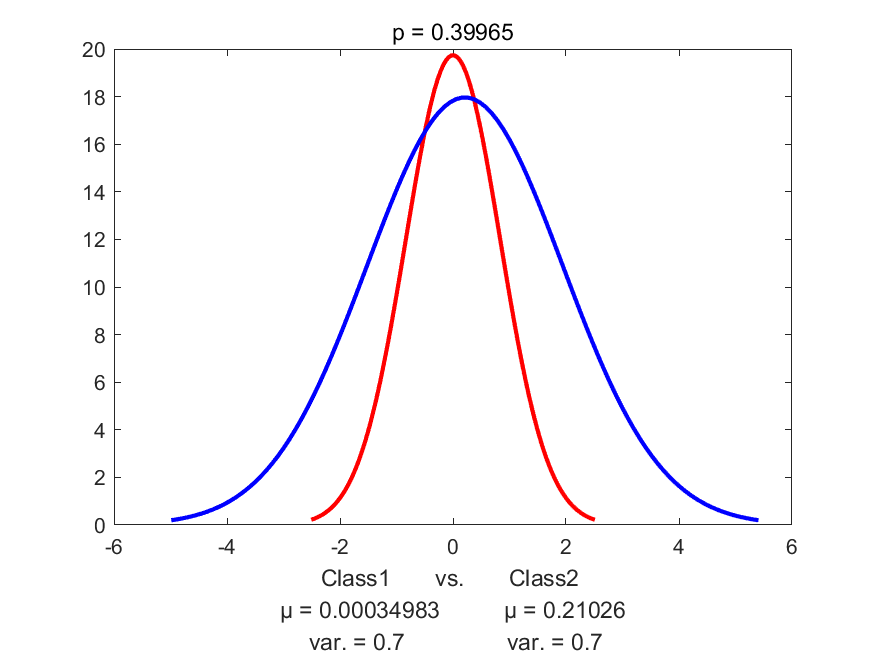 p = 0.39965
20
18
16
14
12
10
8
6
4
2
0
-6 -4 -2 0 2 4 6
Class1 vs. Class2
μ = 0.00034983 μ = 0.21026
var. = 0.7 var. = 0.7